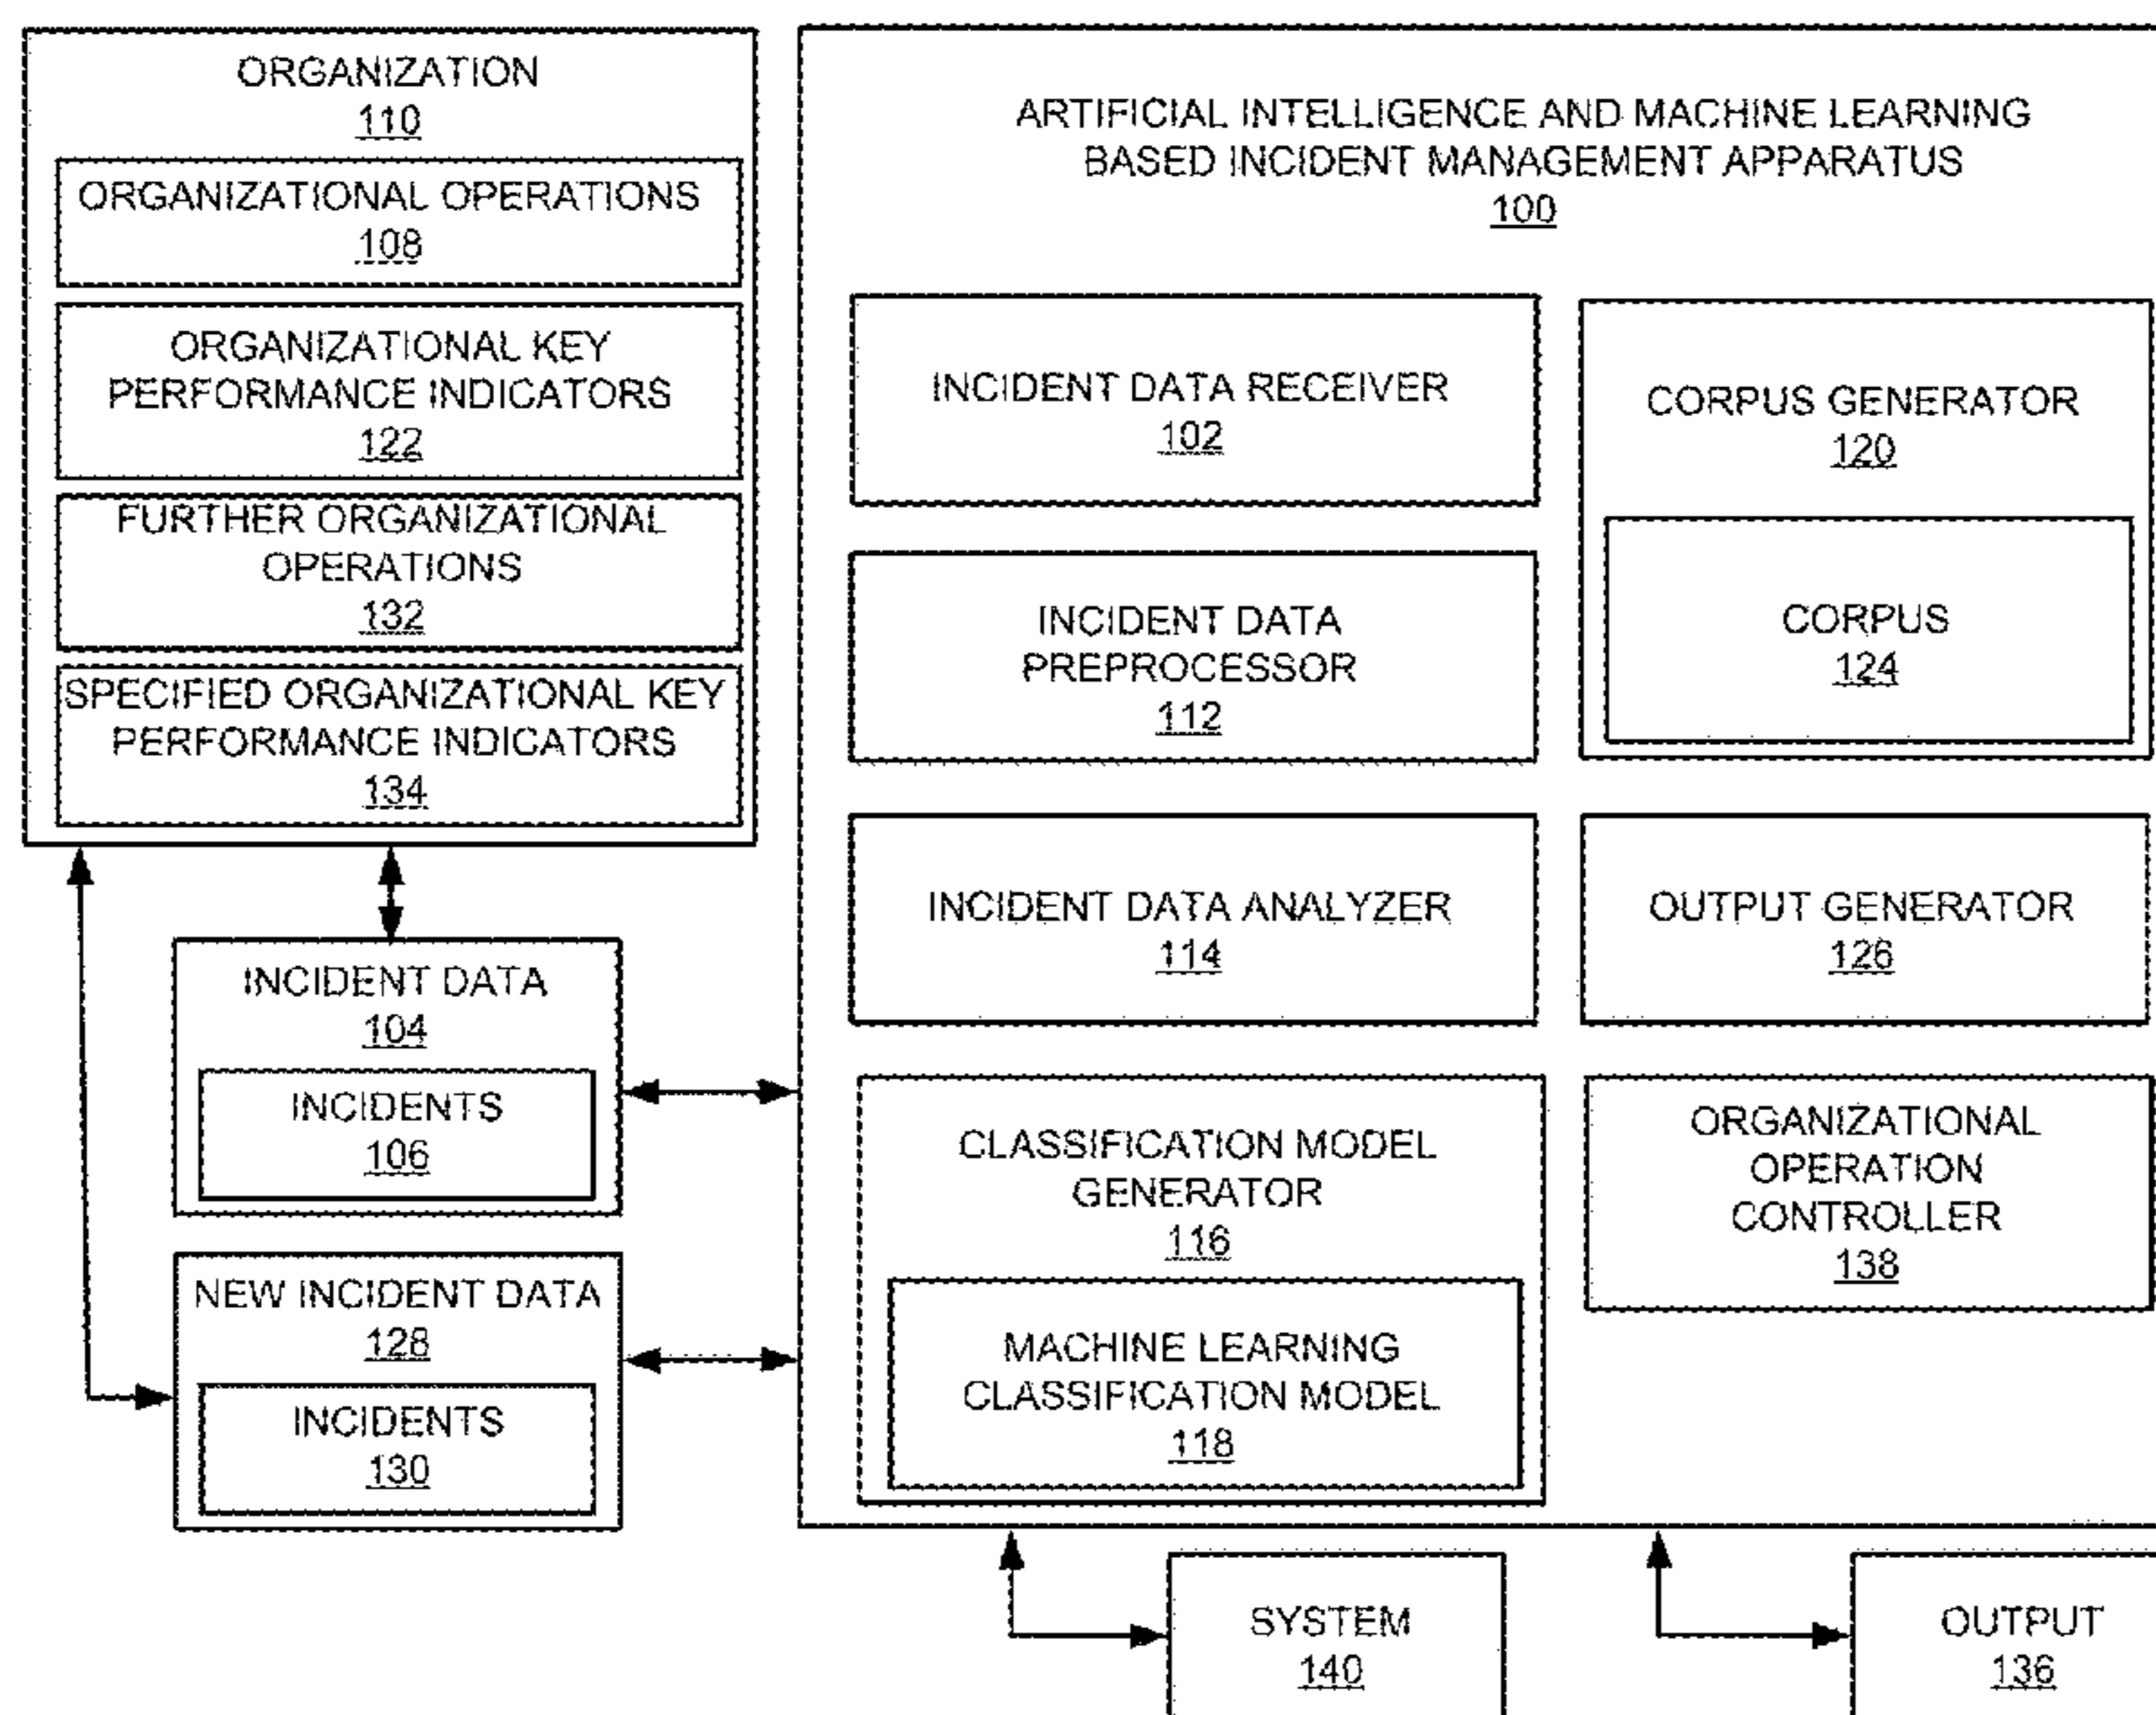 ORGANIZATION
110
ORGANIZATIONAL OPERATIONS
108
ORGANIZATIONAL KEY
PERFORMANCE INDICATORS
122
FURTHER ORGANIZATIONAL
OPERATIONS
132
SPECIFIED ORGANIZATIONAL KEY
PERFORMANCE INDICATORS
134
INCIDENT DATA
104
INCIDENTS
106
NEW INCIDENT DATA
128
INCIDENTS
130
ARTIFICIAL INTELLIGENCE AND MACHINE LEARNING
BASED INCIDENT MANAGEMENT APPARATUS
100
INCIDENT DATA RECEIVER
102
INCIDENT DATA
PREPROCESSOR
112
INCIDENT DATA ANALYZER
114
CLASSIFICATION MODEL
GENERATOR
116
MACHINE LEARNING
CLASSIFICATION MODEL
118
CORPUS GENERATOR
120
CORPUS
124
OUTPUT GENERATOR
126
ORGANIZATIONAL
OPERATION
CONTROLLER
138
SYSTEM
140
OUTPUT
136